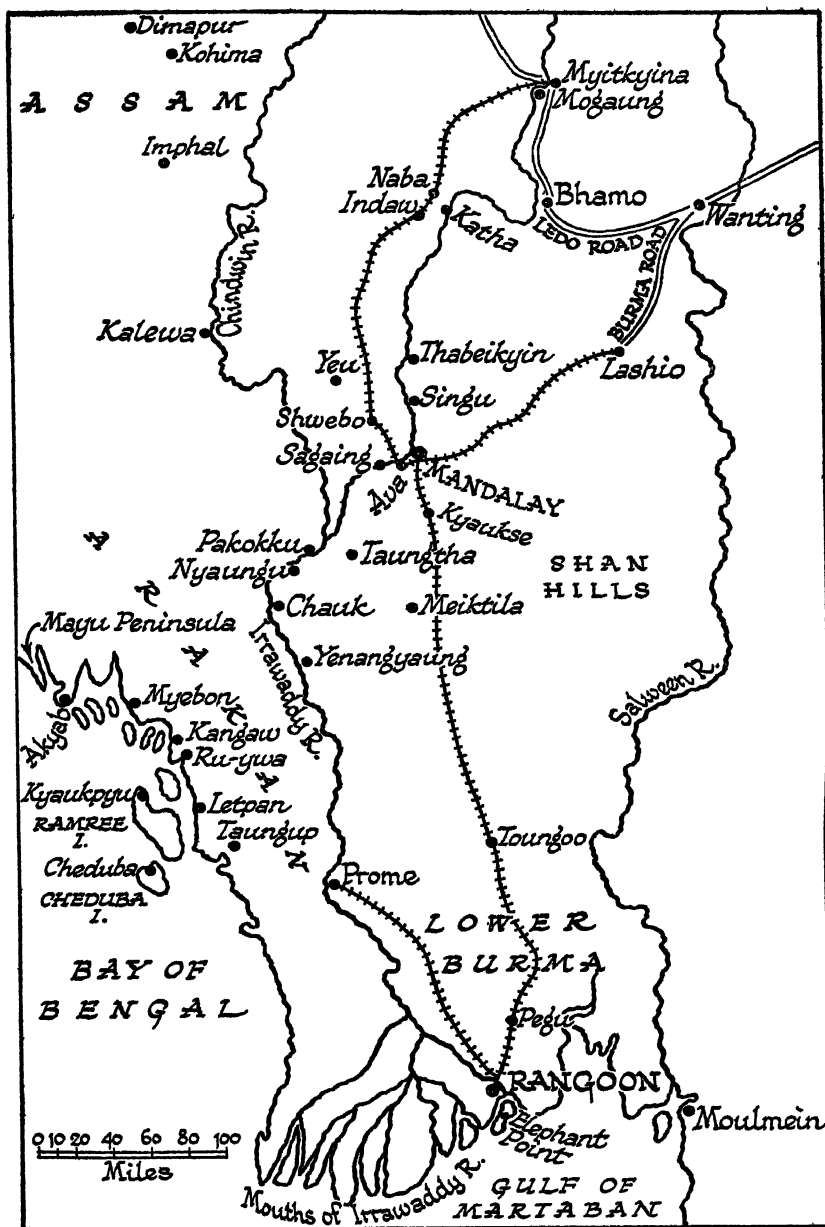 Dimapur
Kohima
ASSAM
Imphal
Myitkyina
Mogaung
Naba
Indaw
Katha
Bhamo
Wanting
LEDO ROAD
BURMA ROAD
Chindwin R.
Kalewa
Yeu
Thabeikyin
Lashio
Singu
Shwebo
Sagaing
Ava
MANDALAY
Kyaukse
Pakokku
Taungtha
Nyaungu
SHAN
HILLS
Chauk
Meiktila
ARAKAN
Mayu Peninsula
Irrawaddy R.
Yenangyaung
Salween R.
Akyab
Myebon
Kangaw
Ru-ywa
Kyaukpyu
RAMREE
I.
Letpan
Taungup
Toungoo
Cheduba
CHEDUBA
I.
Prome
LOWER
BURMA
BAY OF
BENGAL
Pegu
RANGOON
Elephant
Point
Moulmein
0 10 20 40 60 80 100
Miles
Mouths of Irrawaddy R.
GULF OF
MARTABAN